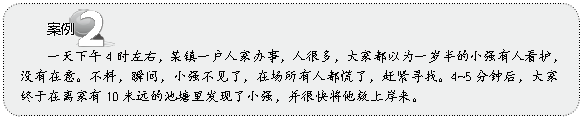 案例2
一天下午4时左右，某镇一户人家办事，人很多，大家都以为一岁半的小强有人看护，
没有在意。不料，瞬间，小强不见了，在场所有人都慌了，赶紧寻找。4~5分钟后，大家
终于在离家有10米远的池塘里发现了小强，并很快将他救上岸来。